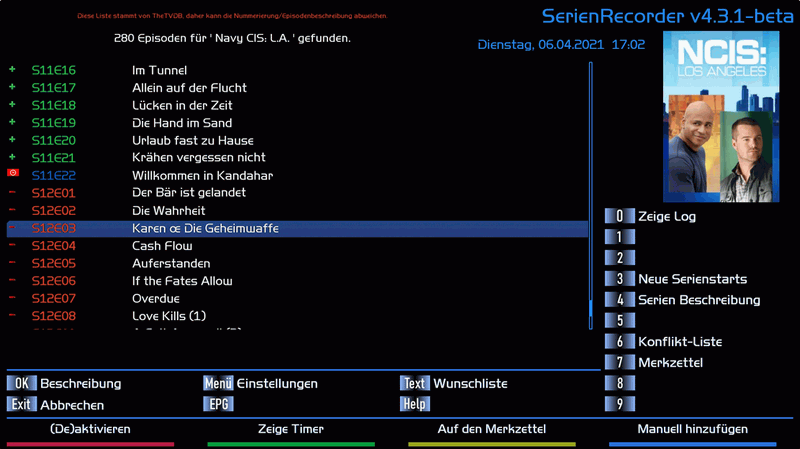 Diese Liste stammt von TheTVDB, daher kann die Nummerierung/Episodenbeschreibung abweichen.
SerienRecorder v4.3.1-beta
280 Episoden für ' Navy CIS: L.A. ' gefunden.
Dienstag, 06.04.2021 17:02
NCIS:
LOS ANGELES
+ S11E16 Im Tunnel
+ S11E17 Allein auf der Flucht
+ S11E18 Lücken in der Zeit
+ S11E19 Die Hand im Sand
+ S11E20 Urlaub fast zu Hause
+ S11E21 Krähen vergessen nicht
S11E22 Willkommen in Kandahar
- S12E01 Der Bär ist gelandet
- S12E02 Die Wahrheit
- S12E03 Karen œ Die Geheimwaffe
- S12E04 Cash Flow
- S12E05 Auferstanden
- S12E06 If the Fates Allow
- S12E07 Overdue
- S12E08 Love Kills (1)
0 Zeige Log
1
2
3 Neue Serienstarts
4 Serien Beschreibung
5
6 Konflikt-Liste
7 Merkzettel
8
9
OK Beschreibung
Menü Einstellungen
Text Wunschliste
Exit Abbrechen
EPG
Help
(De)aktivieren
Zeige Timer
Auf den Merkzettel
Manuell hinzufügen